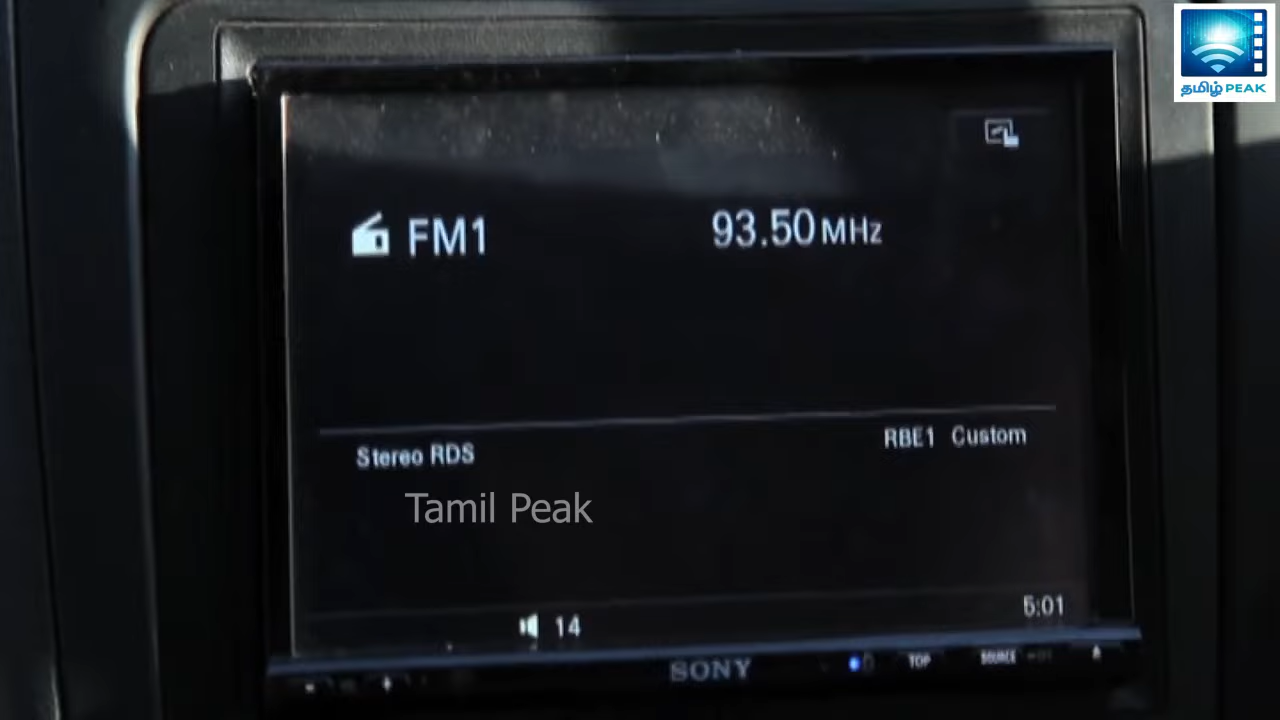 தமிழ் PEAK
FM1 93.50 MHz
Stereo RDS RBE1 Custom
Tamil Peak
14 5:01
SONY
- + TOP SOURCE